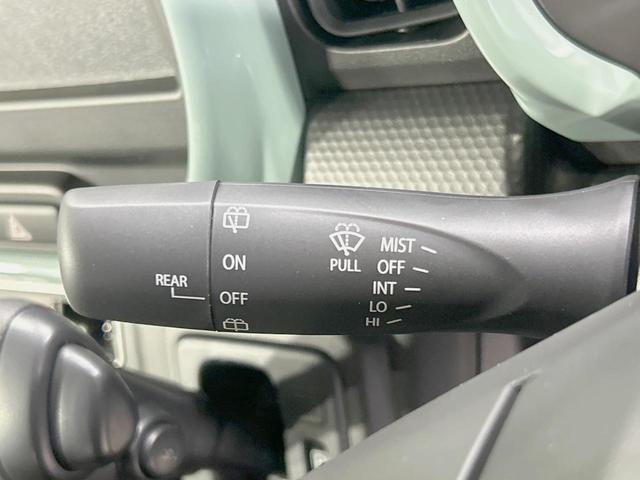 REAR
ON
OFF
PULL
MIST
OFF
INT
LO
HI